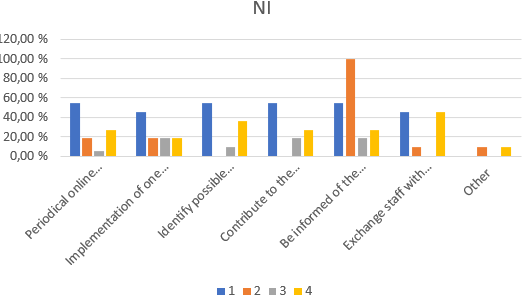 NI
120,00 %
100,00 %
80,00 %
60,00 %
40,00 %
20,00 %
0,00 %
Periodical online...
Implementation of one...
Identify possible...
Contribute to the...
Be informed of the...
Exchange staff with...
Other
1 2 3 4